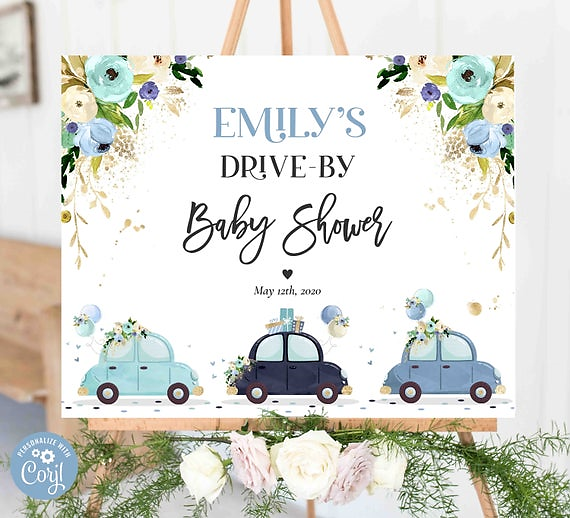 EMILY'S
DRIVE-BY
Baby Shower
May 12th, 2020
PERSONALIZE WITH
Corjl